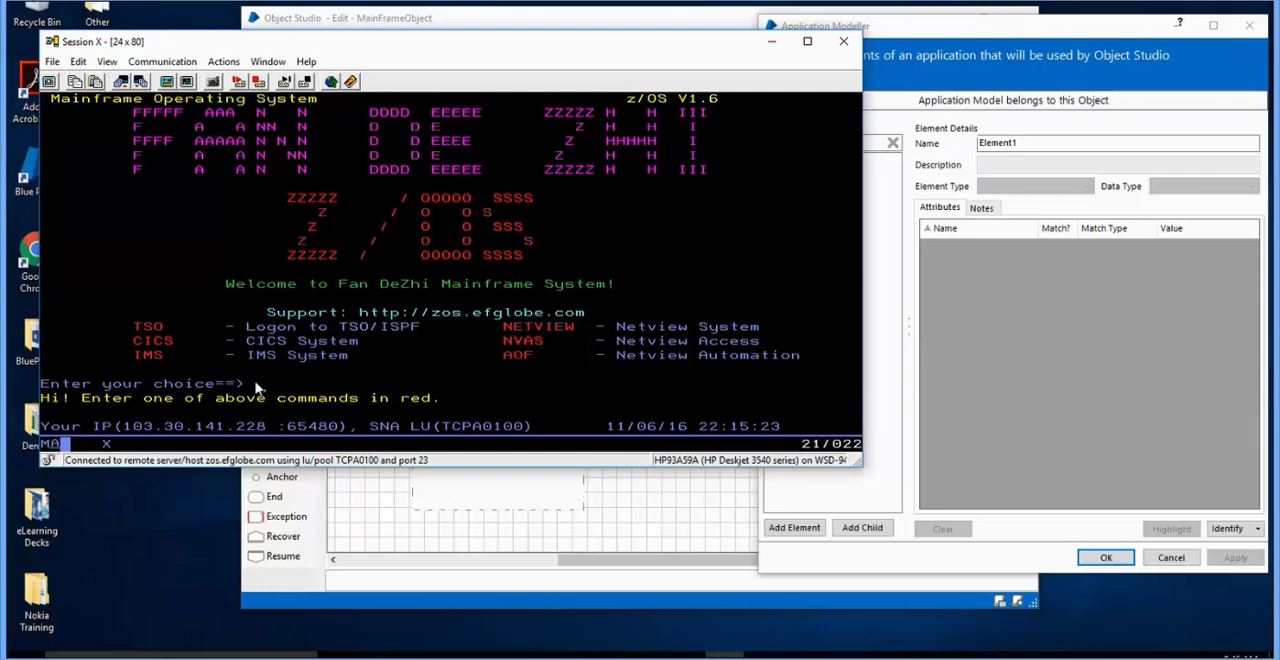 Recycle Bin
Other
Object Studio - Edit - MainFrameObject
Application Modeller
?
Session X - [24 x 80]
nts of an application that will be used by Object Studio
File Edit View Communication Actions Window Help
Application Model belongs to this Object
Mainframe Operating System z/OS V1.6
FFFFF AAA N N DDDD EEEEE ZZZZZ H H III
F A A NN N D D E Z H H I
FFFF AAAAA N N N D D EEEE Z HHHHH I
F A A N NN D D E Z H H I
F A A N N DDDD EEEEE ZZZZZ H H III
ZZZZZ / OOOOO SSSS
Z / O O S
Z / O O SSS
Z / O O S
ZZZZZ / OOOOO SSSS
Welcome to Fan DeZhi Mainframe System!
Support: http://zos.efglobe.com
TSO - Logon to TSO/ISPF NETVIEW - Netview System
CICS - CICS System NVAS - Netview Access
IMS - IMS System AOF - Netview Automation
Enter your choice==>
Hi! Enter one of above commands in red.
Your IP(103.30.141.228 :65480), SNA LU(TCPA0100) 11/06/16 22:15:23
MA X 21/022
Connected to remote server/host zos.efglobe.com using lu/pool TCPA0100 and port 23
HP93A59A (HP Deskjet 3540 series) on WSD-94
Element Details
Name Element1
Description
Element Type Data Type
Attributes Notes
Name Match? Match Type Value
Add Element Add Child Clear Highlight Identify
OK Cancel Apply
Anchor
End
Exception
Recover
Resume
Ado
Acrob
Blue P
Goo
Chro
BlueP
Den
eLearning
Decks
Nokia
Training